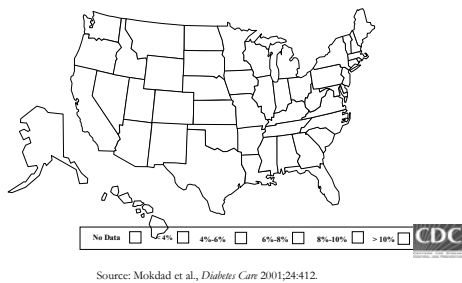 No Data < 4% 4%-6% 6%-8% 8%-10% > 10%
CDC
Source: Mokdad et al., Diabetes Care 2001;24:412.